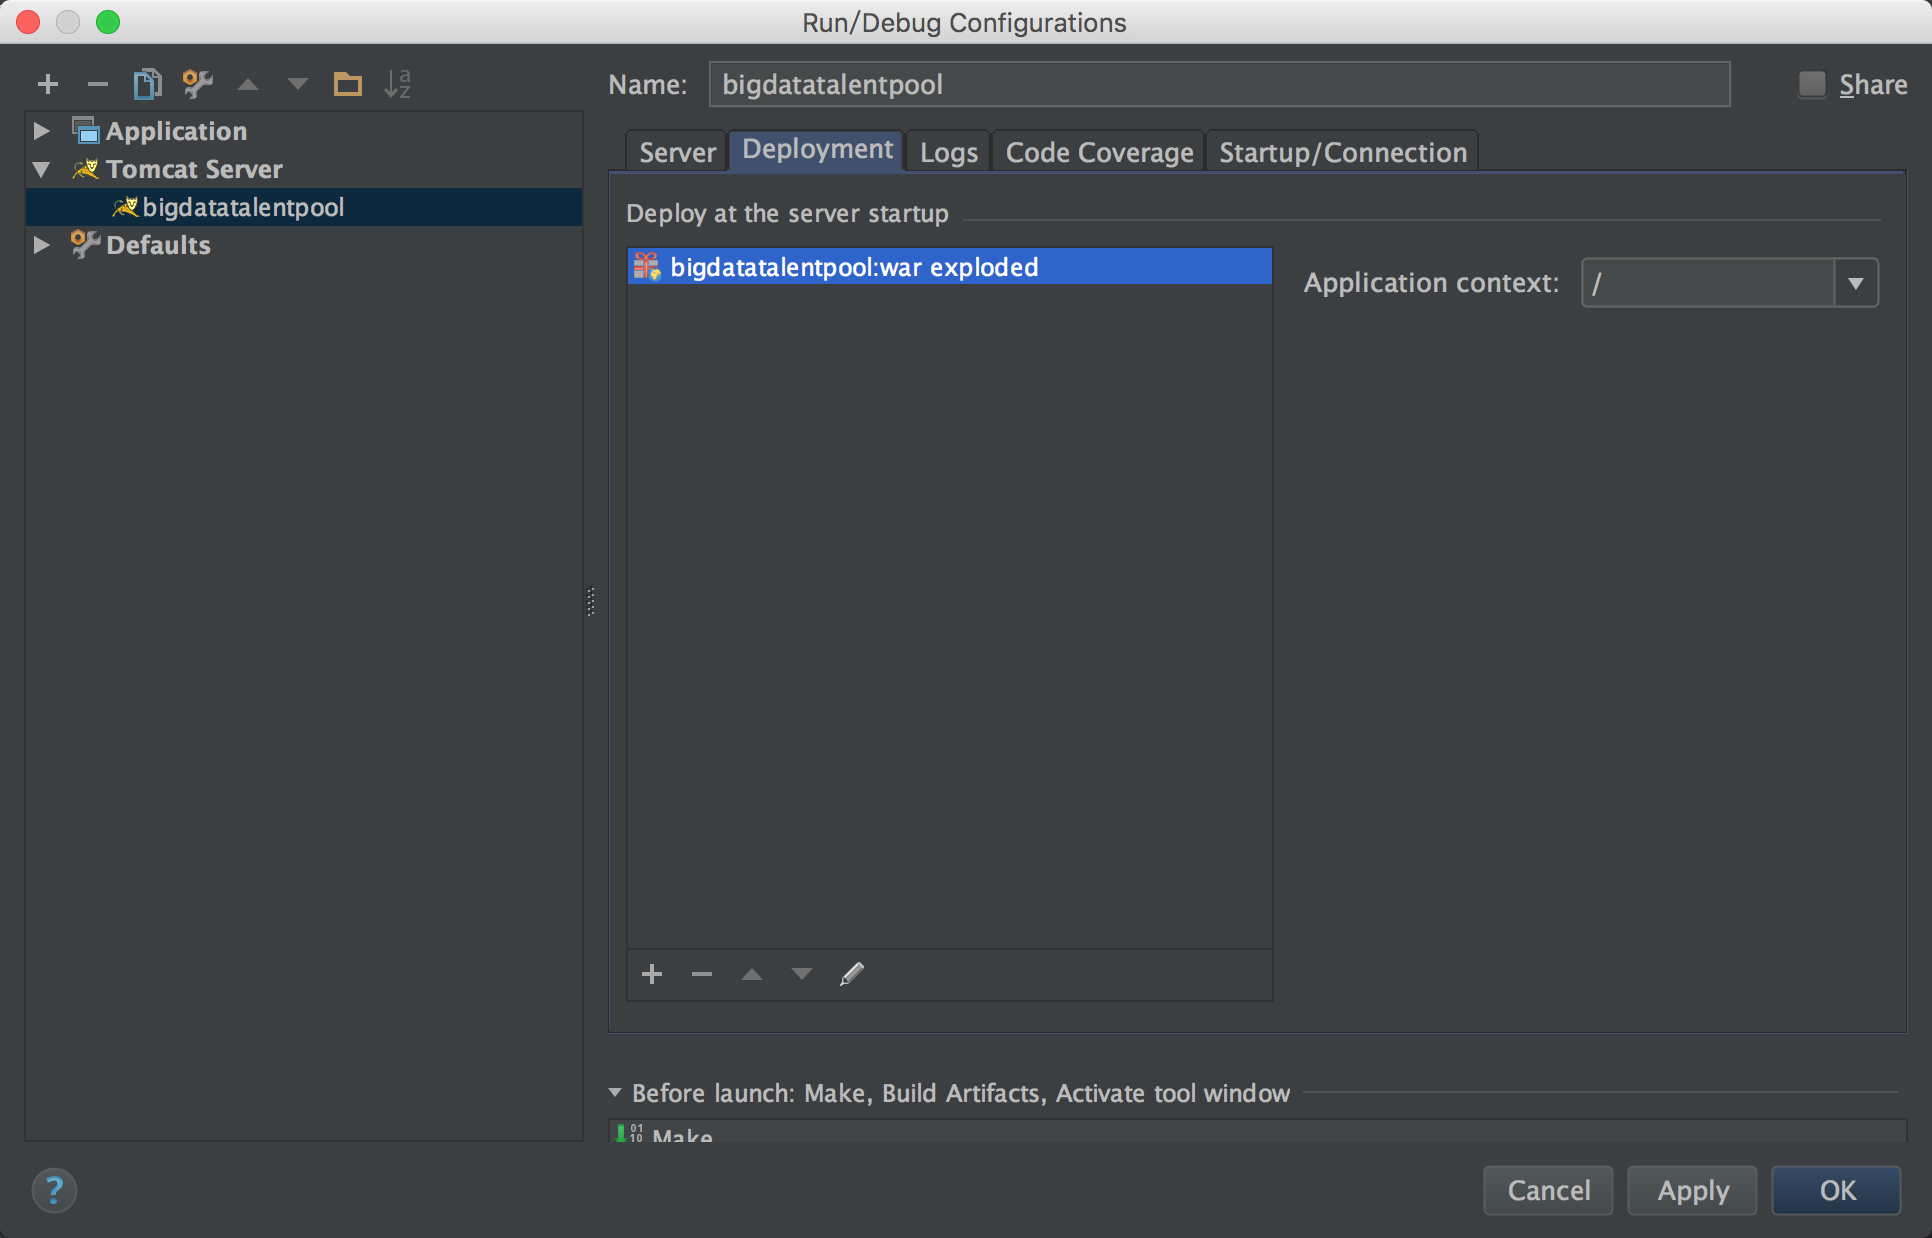 Run/Debug Configurations
Name: bigdatatalentpool Share
Application
Tomcat Server
bigdatatalentpool
Defaults
Server Deployment Logs Code Coverage Startup/Connection
Deploy at the server startup
bigdatatalentpool:war exploded
Application context: /
Before launch: Make, Build Artifacts, Activate tool window
Make
? Cancel Apply OK